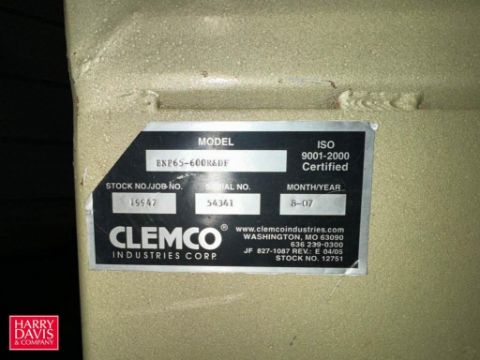 MODEL
BNP65-600R&DF
ISO
9001-2000
Certified
STOCK NO./JOB NO.
SERIAL NO.
MONTH/YEAR
19947
54341
8-07
CLEMCO
INDUSTRIES CORP.
www.clemcoindustries.com
WASHINGTON, MO 63090
636 239-0300
JF 827-1087 REV.: E 04/05
STOCK NO. 12751
HARRY
DAVIS
& COMPANY